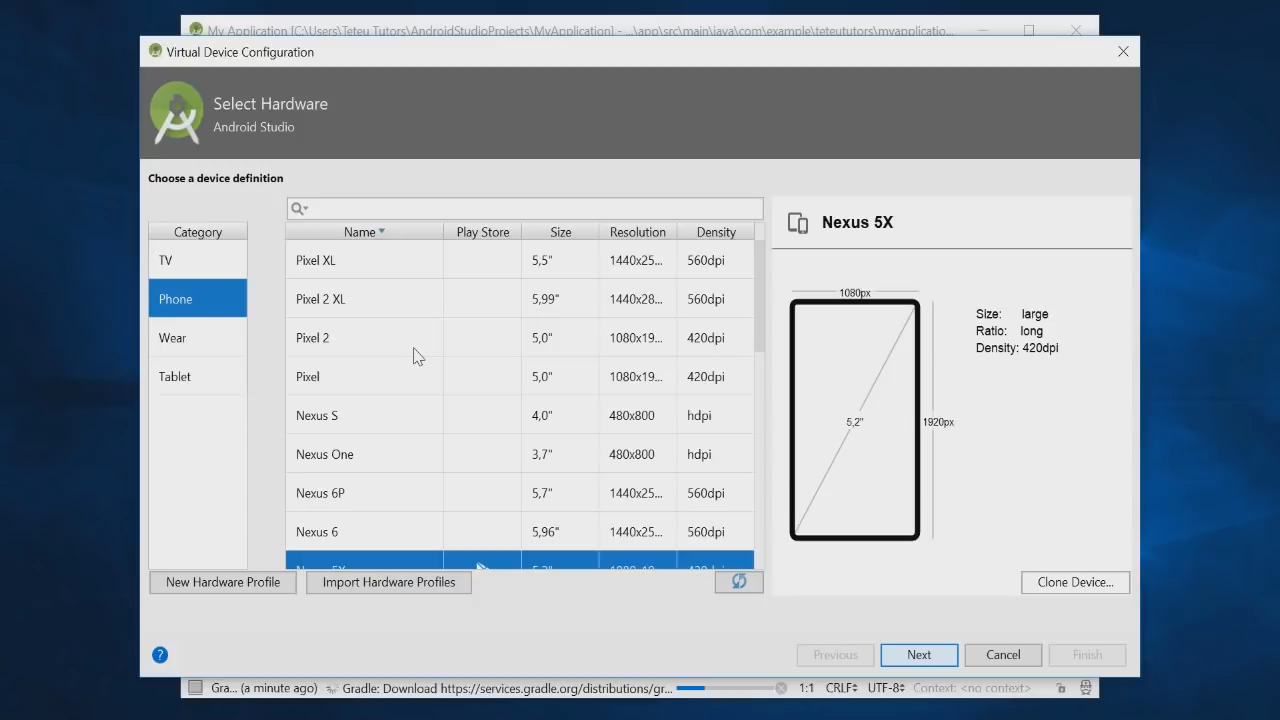 My Application [C:\Users\Teteu Tutors\AndroidStudioProjects\MyApplication] - ...\app\src\main\java\com\example\teteututors\myapplicatio...
Virtual Device Configuration
Select Hardware
Android Studio
Choose a device definition
Category
TV
Phone
Wear
Tablet
Name Play Store Size Resolution Density
Pixel XL 5,5" 1440x25... 560dpi
Pixel 2 XL 5,99" 1440x28... 560dpi
Pixel 2 5,0" 1080x19... 420dpi
Pixel 5,0" 1080x19... 420dpi
Nexus S 4,0" 480x800 hdpi
Nexus One 3,7" 480x800 hdpi
Nexus 6P 5,7" 1440x25... 560dpi
Nexus 6 5,96" 1440x25... 560dpi
Nexus 5X
1080px
5,2"
1920px
Size: large
Ratio: long
Density: 420dpi
New Hardware Profile
Import Hardware Profiles
Clone Device...
?
Previous
Next
Cancel
Finish
Gra... (a minute ago) Gradle: Download https://services.gradle.org/distributions/gr... 1:1 CRLF UTF-8 Context: <no context>